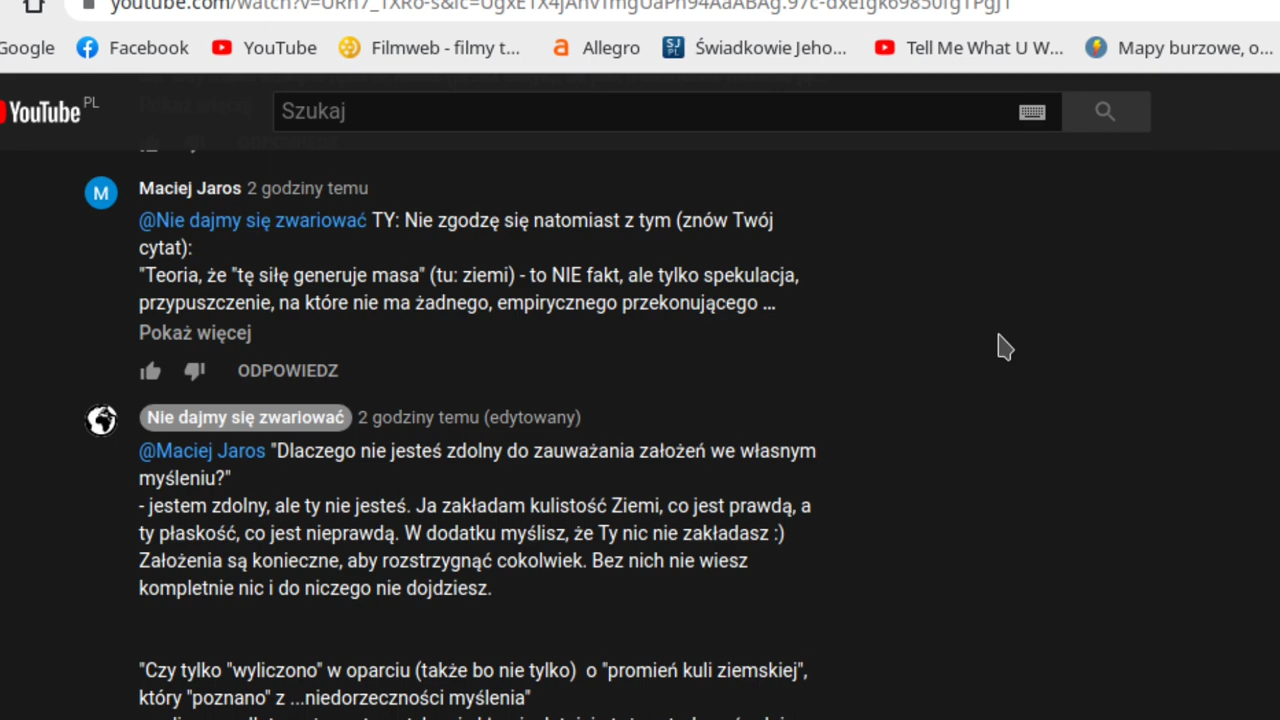 youtube.com/watch?v=
Google Facebook YouTube Filmweb - filmy t... Allegro Świadkowie Jeho... Tell Me What U W... Mapy burzowe, o...
YouTube PL Szukaj
Maciej Jaros 2 godziny temu
M
@Nie dajmy się zwariować TY: Nie zgodzę się natomiast z tym (znów Twój
cytat):
"Teoria, że "tę siłę generuje masa" (tu: ziemi) - to NIE fakt, ale tylko spekulacja,
przypuszczenie, na które nie ma żadnego, empirycznego przekonującego ...
Pokaż więcej
ODPOWIEDZ
Nie dajmy się zwariować 2 godziny temu (edytowany)
@Maciej Jaros "Dlaczego nie jesteś zdolny do zauważania założeń we własnym
myśleniu?"
- jestem zdolny, ale ty nie jesteś. Ja zakładam kulistość Ziemi, co jest prawdą, a
ty płaskość, co jest nieprawdą. W dodatku myślisz, że Ty nic nie zakładasz :)
Założenia są konieczne, aby rozstrzygnąć cokolwiek. Bez nich nie wiesz
kompletnie nic i do niczego nie dojdziesz.
"Czy tylko "wyliczono" w oparciu (także bo nie tylko) o "promień kuli ziemskiej",
który "poznano" z ...niedorzeczności myślenia"